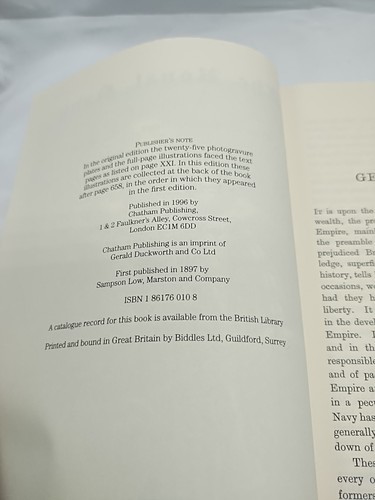 PUBLISHER'S NOTE
In the original edition the twenty-five photogravure
plates and the full-page illustrations faced the text
pages as listed on page XXI. In this edition these
illustrations are collected at the back of the book
after page 658, in the order in which they appeared
in the first edition.
Published in 1996 by
Chatham Publishing,
1 & 2 Faulkner's Alley, Cowcross Street,
London EC1M 6DD
Chatham Publishing is an imprint of
Gerald Duckworth and Co Ltd
First published in 1897 by
Sampson Low, Marston and Company
ISBN 1 86176 010 8
A catalogue record for this book is available from the British Library
Printed and bound in Great Britain by Biddles Ltd, Guildford, Surrey
GE
IT is upon the
wealth, the pr
Empire, main
the preamble
prejudiced Br
ledge, superfi
history, tells
occasions, w
had they h
liberty. It
in the devel
Empire. I
and in th
responsible
and of pa
Empire a
in a pec
Navy has
generally
down of
Thes
every o
formers